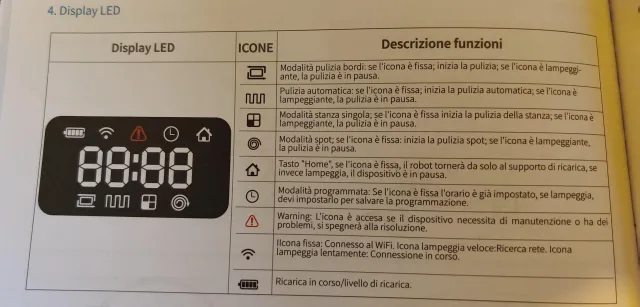 4. Display LED
Display LED
ICONE
Descrizione funzioni
Modalità pulizia bordi: se l'icona è fissa; inizia la pulizia; se l'icona è lampeggi-
ante, la pulizia è in pausa.
Pulizia automatica: se l'icona è fissa; inizia la pulizia automatica; se l'icona è
lampeggiante, la pulizia è in pausa.
Modalità stanza singola; se l'icona è fissa inizia la pulizia della stanza; se l'icona è
lampeggiante, la pulizia è in pausa.
Modalità spot; se l'icona è fissa: inizia la pulizia spot; se l'icona è lampeggiante,
la pulizia è in pausa.
Tasto "Home", se l'icona è fissa, il robot tornerà da solo al supporto di ricarica, se
invece lampeggia, il dispositivo è in pausa.
Modalità programmata: Se l'icona è fissa l'orario è già impostato, se lampeggia,
devi impostarlo per salvare la programmazione.
Warning: L'icona è accesa se il dispositivo necessita di manutenzione o ha dei
problemi, si spegnerà alla risoluzione.
IIcona fissa: Connesso al WiFi. Icona lampeggia veloce:Ricerca rete. Icona
lampeggia lentamente: Connessione in corso.
Ricarica in corso/livello di ricarica.
88:88